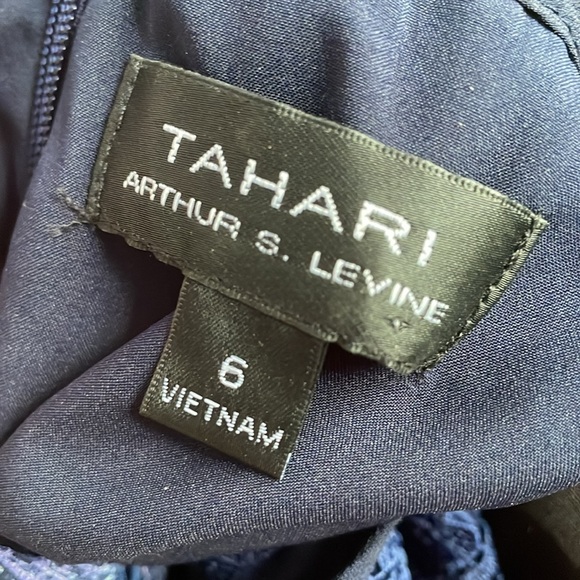 TAHARI
ARTHUR S. LEVINE
6
VIETNAM